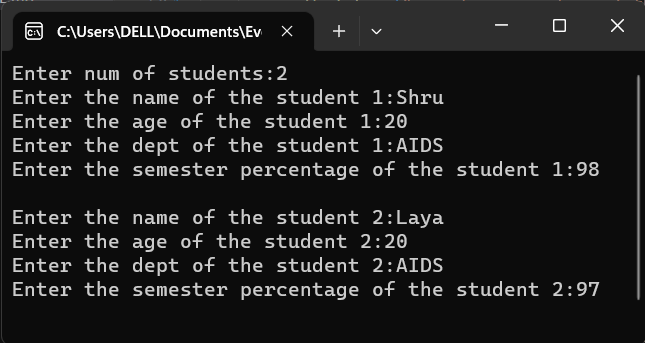 C:\Users\DELL\Documents\Ev
Enter num of students:2
Enter the name of the student 1:Shru
Enter the age of the student 1:20
Enter the dept of the student 1:AIDS
Enter the semester percentage of the student 1:98
Enter the name of the student 2:Laya
Enter the age of the student 2:20
Enter the dept of the student 2:AIDS
Enter the semester percentage of the student 2:97